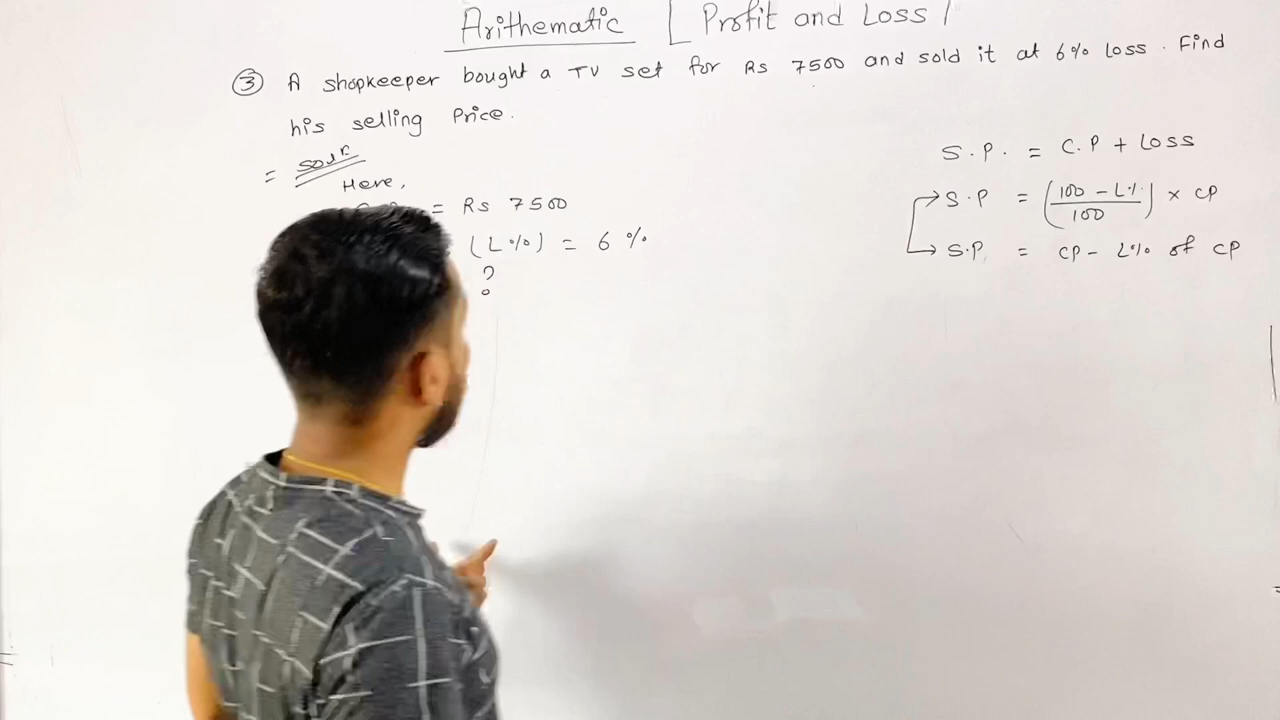 Arithematic [ Profit and Loss ]
③ A shopkeeper bought a TV set for Rs 7500 and sold it at 6% Loss. Find
his selling Price.
= Solⁿ
Here,
= Rs 7500
(L%) = 6 %
?
S.P. = C.P + Loss
S.P = (100 - L% / 100) × CP
S.P. = CP - L% of CP